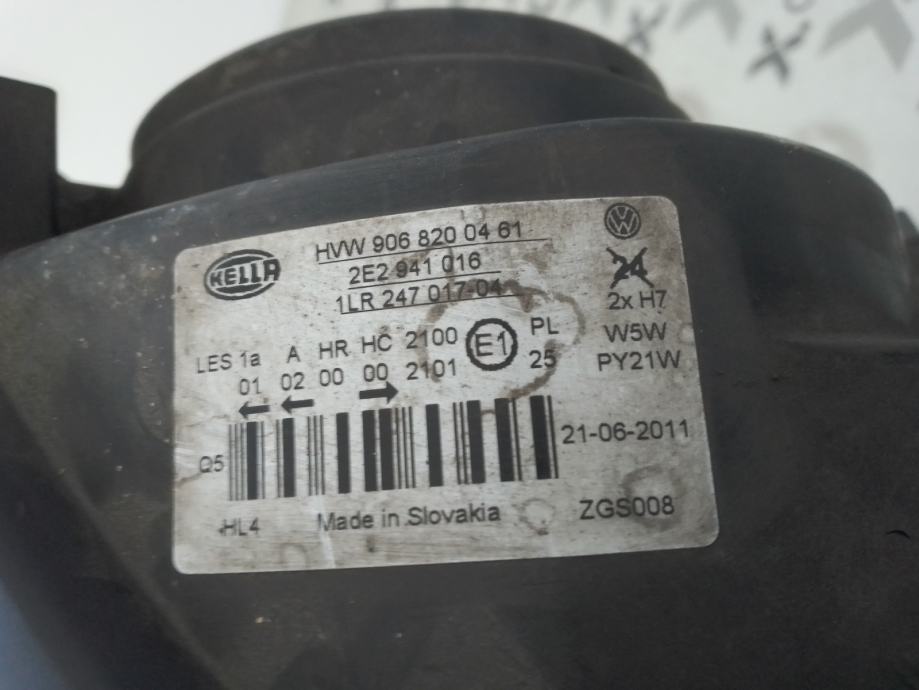 HELLA
HVW 906 820 04 61
2E2 941 016
1LR 247 017-04
24
2x H7
W5W
PY21W
LES 1a A HR HC 2100 E1 PL
01 02 00 00 2101 25
21-06-2011
Q5
HL4 Made in Slovakia ZGS008